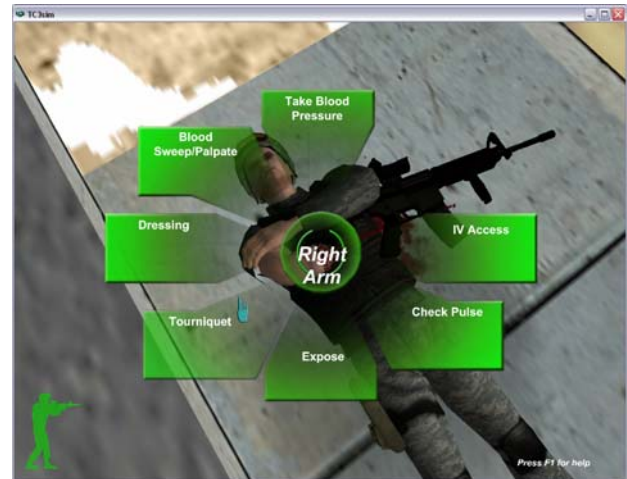 TC3sim
Take Blood
Pressure
Blood
Sweep/Palpate
Dressing
IV Access
Right
Arm
Tourniquet
Check Pulse
Expose
Press F1 for help